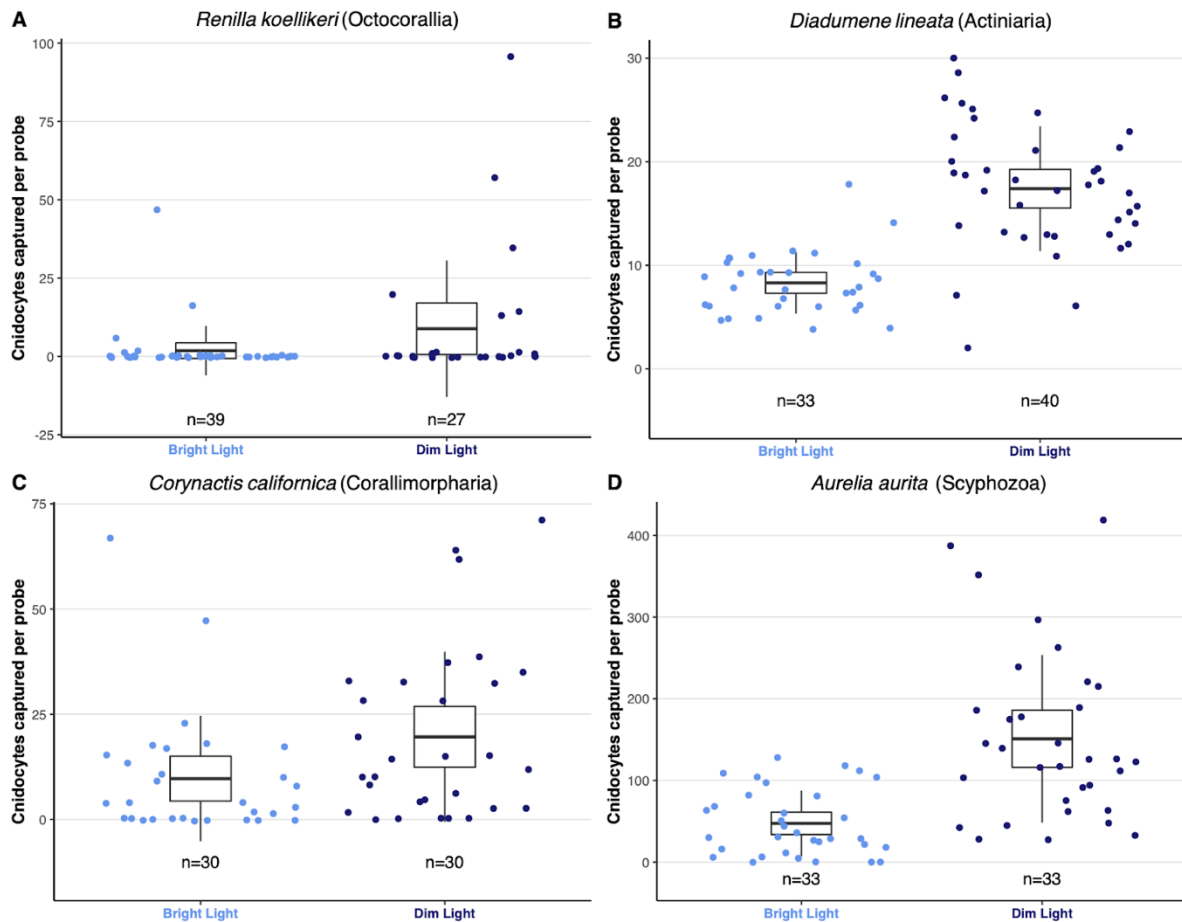 A
Renilla koellikeri (Octocorallia)
Cnidocytes captured per probe
100
75
50
25
0
-25
n=39
n=27
Bright Light
Dim Light
B
Diadumene lineata (Actiniaria)
Cnidocytes captured per probe
30
20
10
0
n=33
n=40
Bright Light
Dim Light
C
Corynactis californica (Corallimorpharia)
Cnidocytes captured per probe
75
50
25
0
n=30
n=30
Bright Light
Dim Light
D
Aurelia aurita (Scyphozoa)
Cnidocytes captured per probe
400
300
200
100
0
n=33
n=33
Bright Light
Dim Light